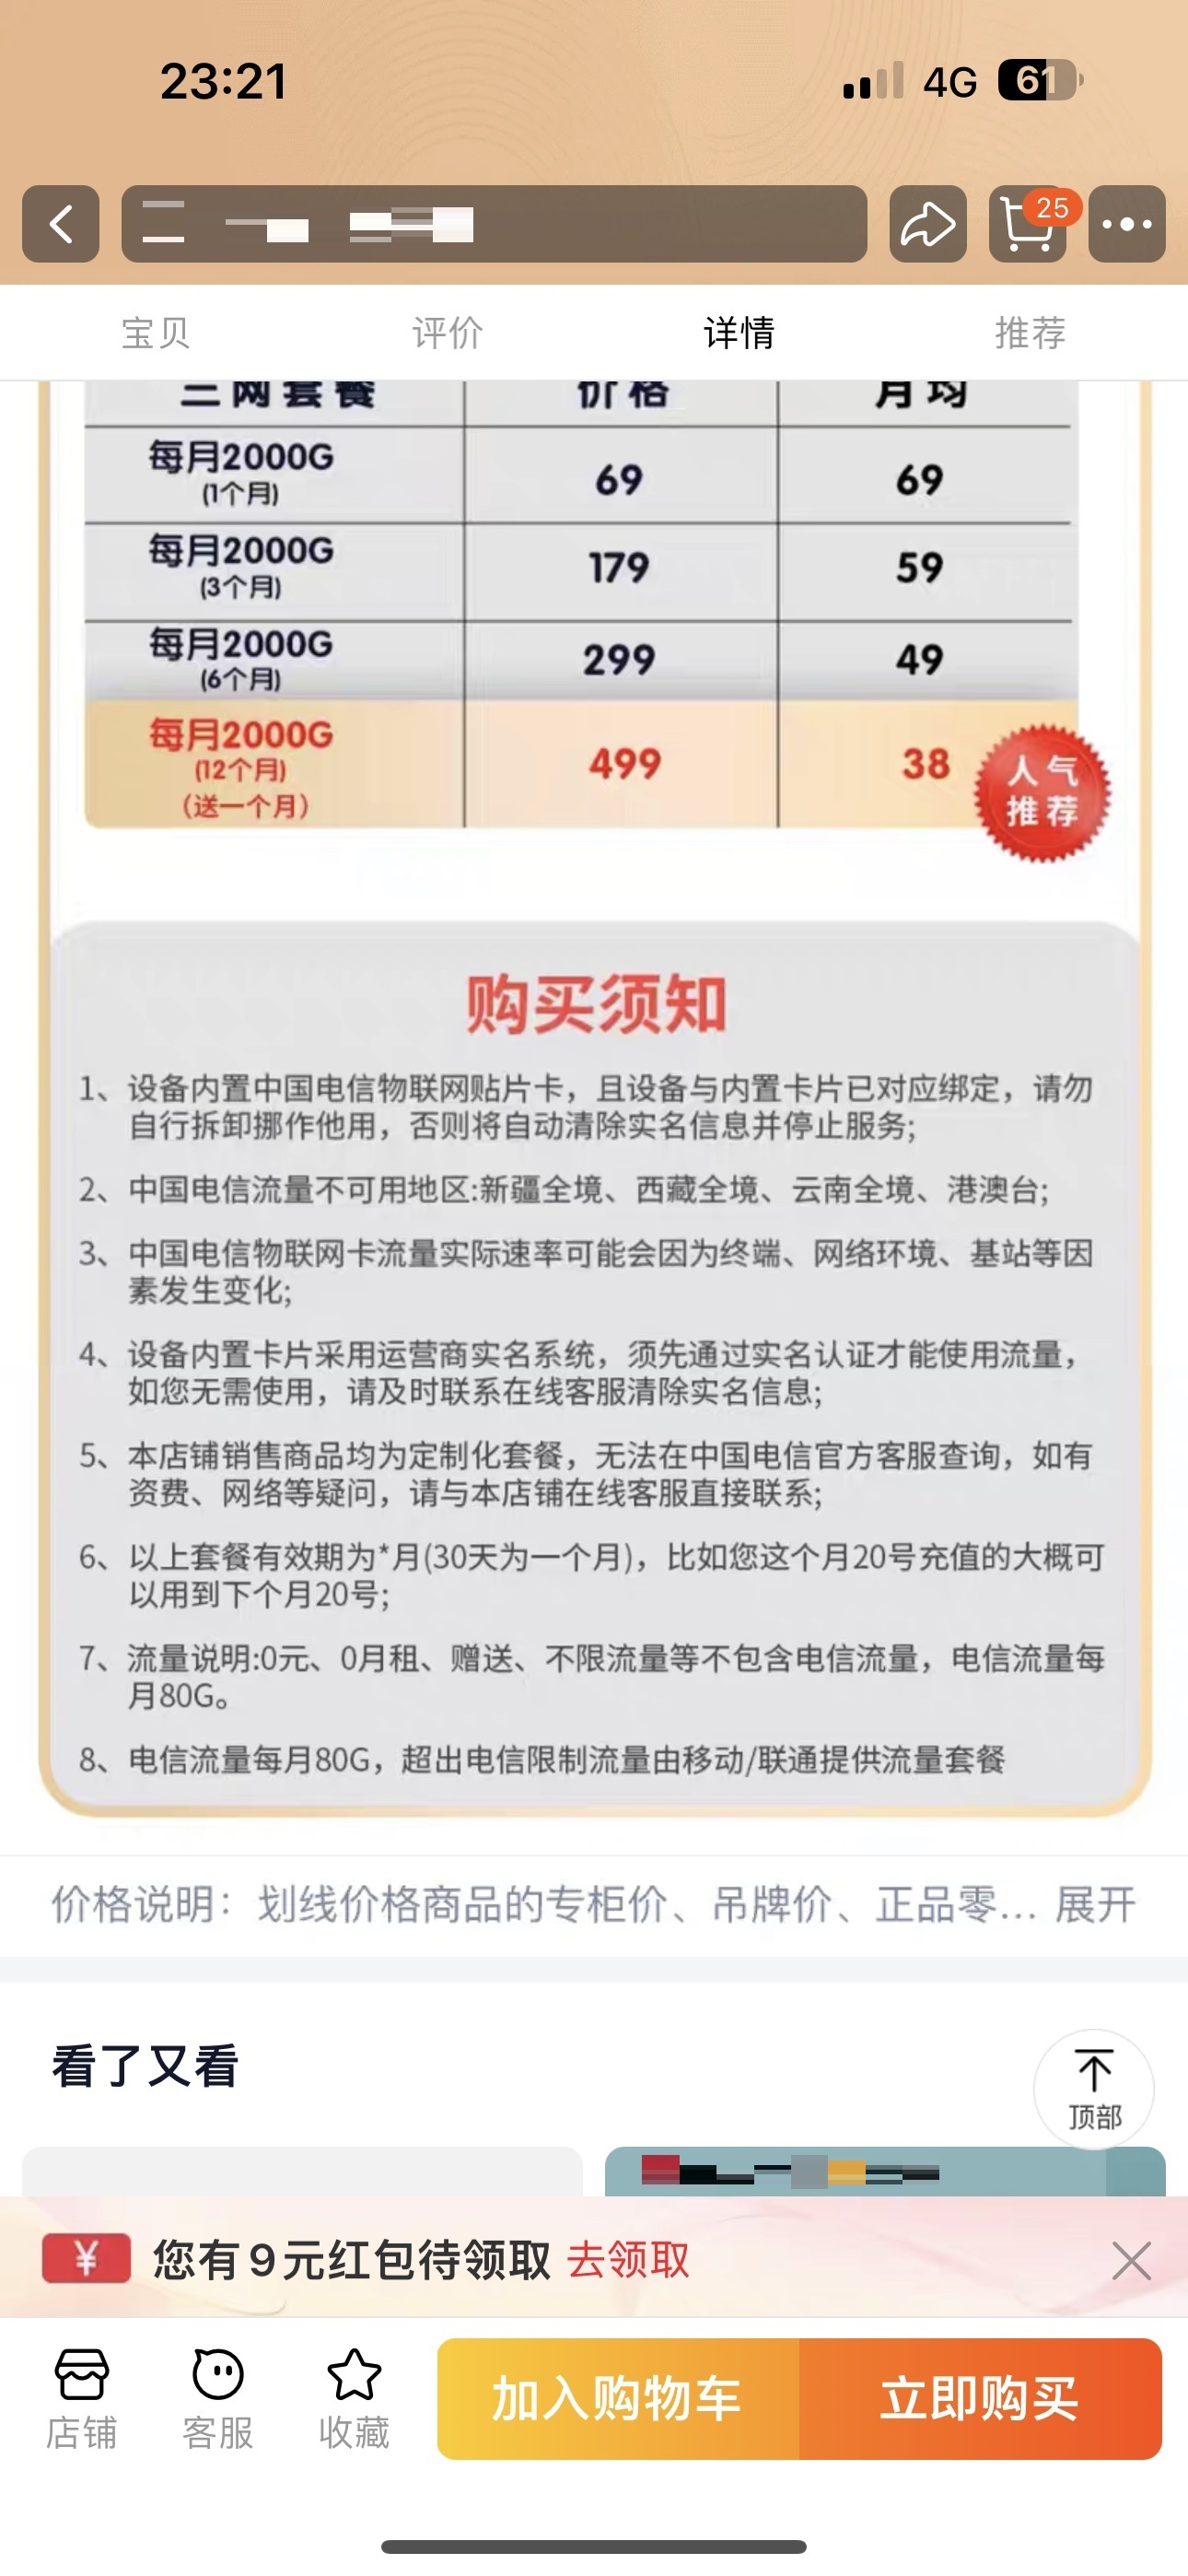 23:21
4G
61
25
宝贝
评价
详情
推荐
三网套餐
价格
月均
每月2000G
(1个月)
69
69
每月2000G
(3个月)
179
59
每月2000G
(6个月)
299
49
每月2000G
(12个月)
（送一个月）
499
38
人气
推荐
购买须知
1、设备内置中国电信物联网贴片卡，且设备与内置卡片已对应绑定，请勿
自行拆卸挪作他用，否则将自动清除实名信息并停止服务;
2、中国电信流量不可用地区:新疆全境、西藏全境、云南全境、港澳台;
3、中国电信物联网卡流量实际速率可能会因为终端、网络环境、基站等因
素发生变化;
4、设备内置卡片采用运营商实名系统，须先通过实名认证才能使用流量，
如您无需使用，请及时联系在线客服清除实名信息;
5、本店铺销售商品均为定制化套餐，无法在中国电信官方客服查询，如有
资费、网络等疑问，请与本店铺在线客服直接联系;
6、以上套餐有效期为*月(30天为一个月)，比如您这个月20号充值的大概可
以用到下个月20号;
7、流量说明:0元、0月租、赠送、不限流量等不包含电信流量，电信流量每
月80G。
8、电信流量每月80G，超出电信限制流量由移动/联通提供流量套餐
价格说明：划线价格商品的专柜价、吊牌价、正品零... 展开
看了又看
顶部
¥
您有9元红包待领取 去领取
店铺
客服
收藏
加入购物车
立即购买